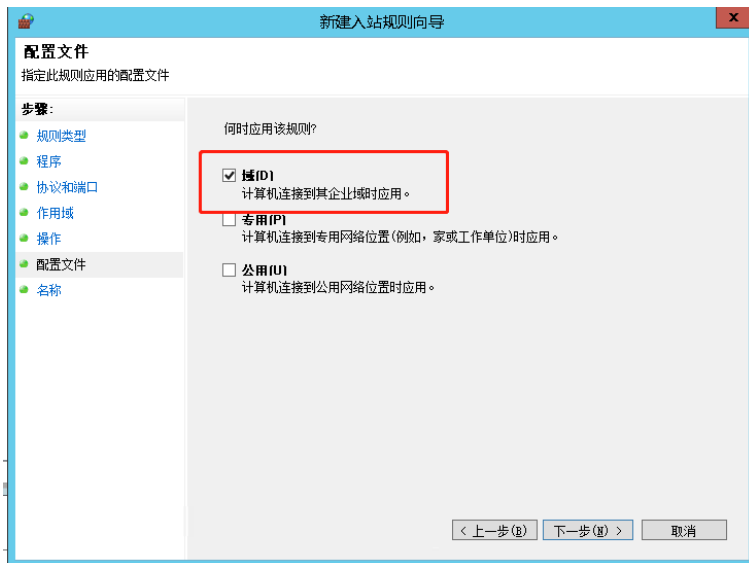 新建入站规则向导
x
配置文件
指定此规则应用的配置文件
步骤:
规则类型
程序
协议和端口
作用域
操作
配置文件
名称
何时应用该规则?
域(D)
计算机连接到其企业域时应用。
专用(P)
计算机连接到专用网络位置(例如，家或工作单位)时应用。
公用(U)
计算机连接到公用网络位置时应用。
< 上一步(B) 下一步(N) > 取消